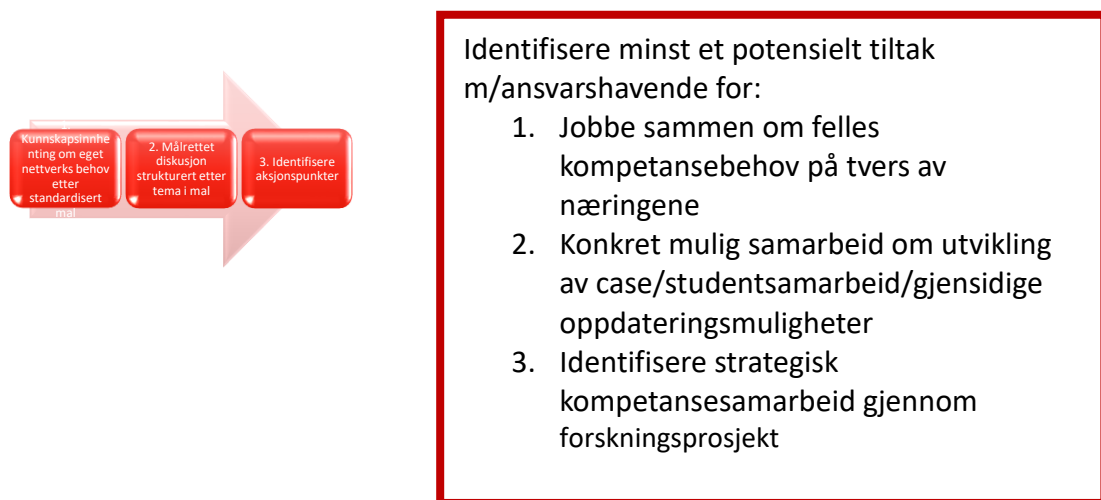 Kunnskapsinnhe
nting om eget
nettverks behov
etter
standardisert
mal
2. Målrettet
diskusjon
strukturert etter
tema i mal
3. Identifisere
aksjonspunkter
Identifisere minst et potensielt tiltak
m/ansvarshavende for:
1. Jobbe sammen om felles
kompetansebehov på tvers av
næringene
2. Konkret mulig samarbeid om utvikling
av case/studentsamarbeid/gjensidige
oppdateringsmuligheter
3. Identifisere strategisk
kompetansesamarbeid gjennom
forskningsprosjekt